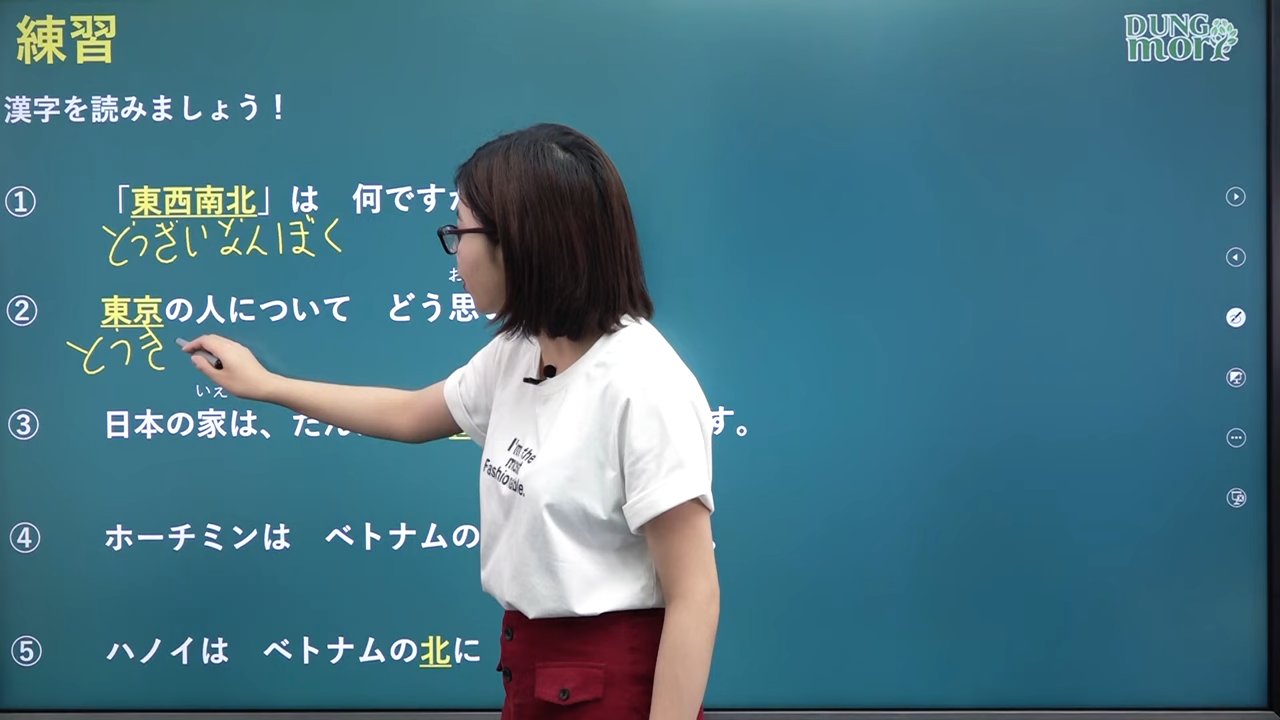 練習
DUNG
mori
漢字を読みましょう！
① 「東西南北」は 何です
とうざいなんぼく
お
② 東京の人について どう思
とうき
いえ
③ 日本の家は、 す。
④ ホーチミンは ベトナムの
⑤ ハノイは ベトナムの北に
I'm the
most
Fashionable.